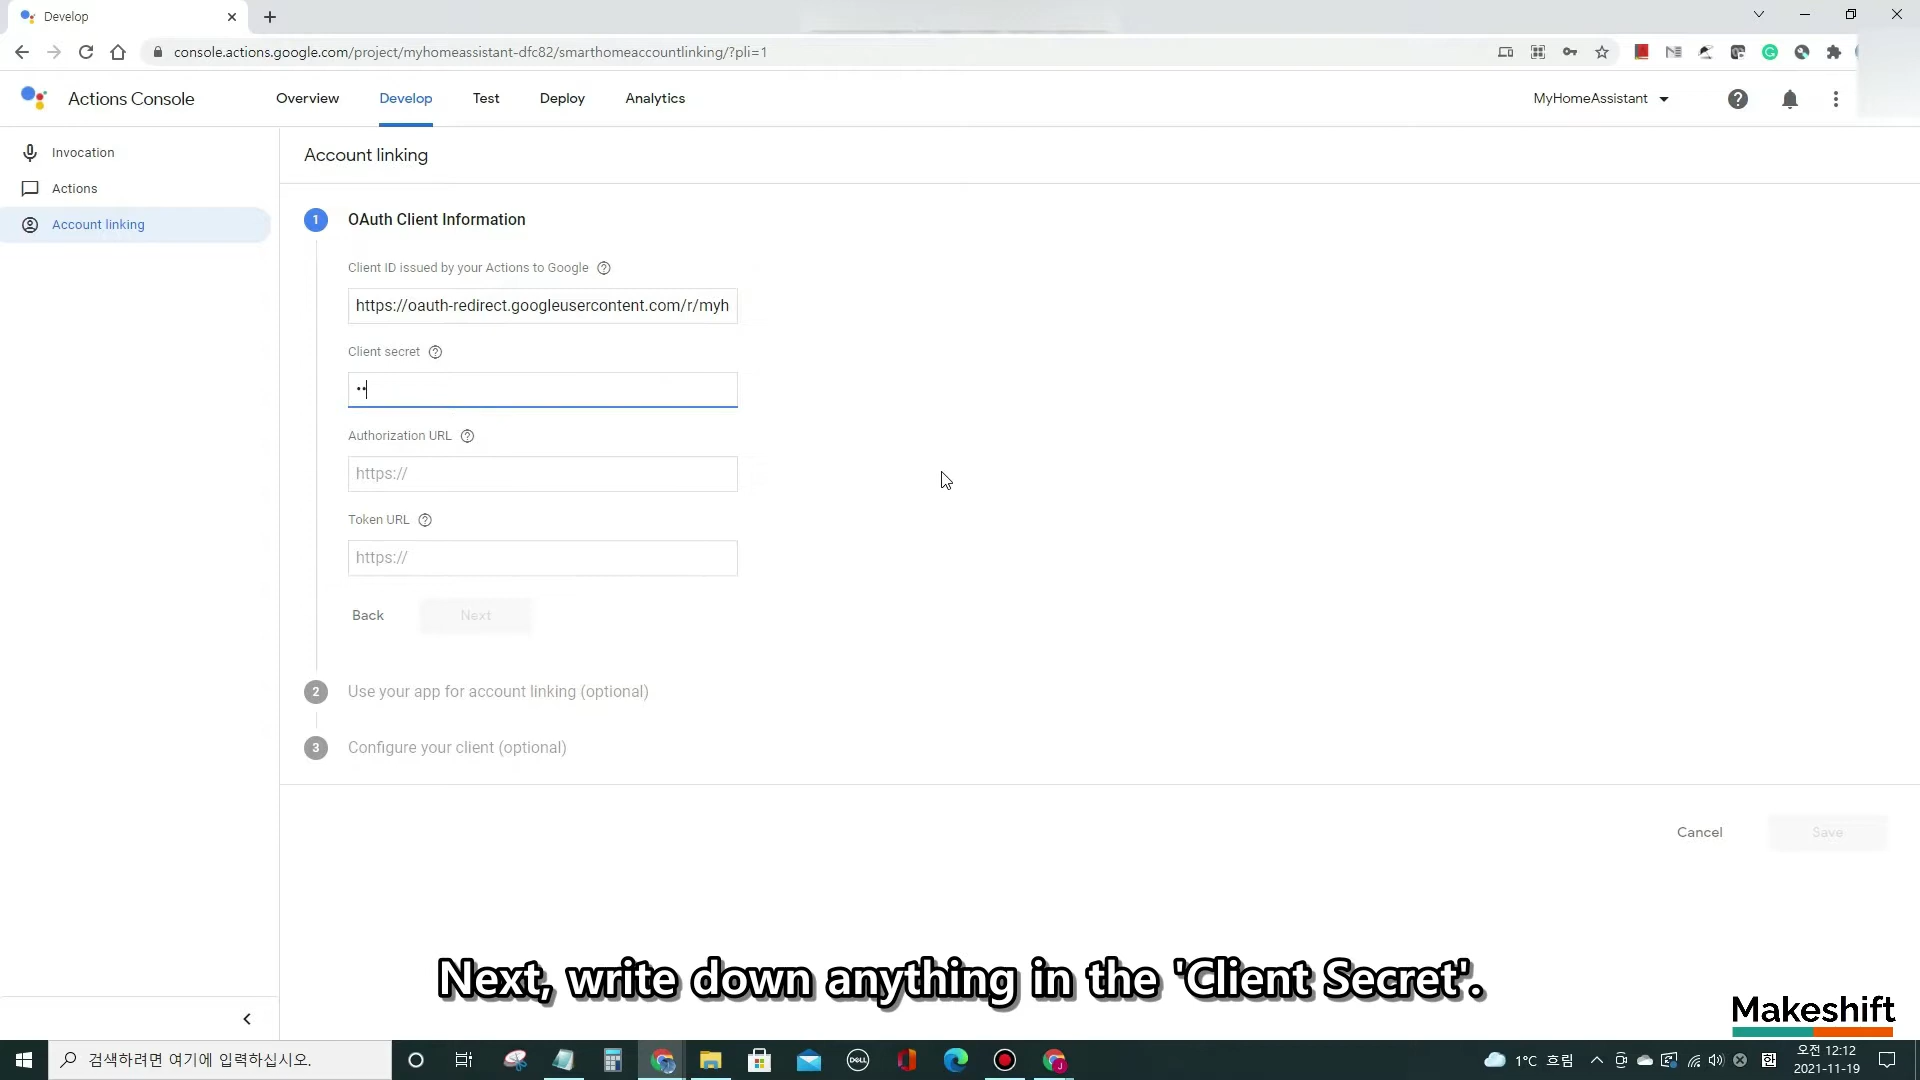 Develop
console.actions.google.com/project/myhomeassistant-dfc82/smarthomeaccountlinking/?pli=1
Actions Console
Overview
Develop
Test
Deploy
Analytics
MyHomeAssistant
Invocation
Actions
Account linking
Account linking
1 OAuth Client Information
Client ID issued by your Actions to Google
https://oauth-redirect.googleusercontent.com/r/myh
Client secret
Authorization URL
https://
Token URL
https://
Back
Next
2 Use your app for account linking (optional)
3 Configure your client (optional)
Cancel
Save
Next, write down anything in the 'Client Secret'.
Makeshift
검색하려면 여기에 입력하십시오.
DELL
1°C 흐림
한
오전 12:12
2021-11-19